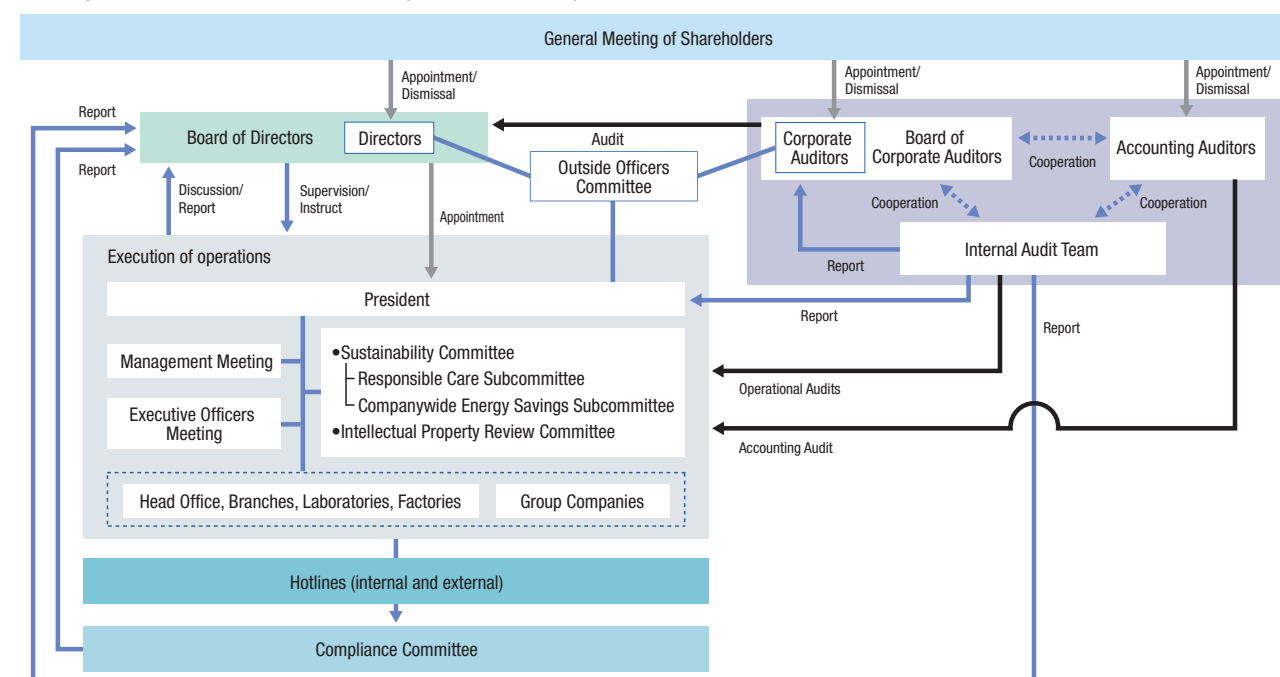 General Meeting of Shareholders
Appointment/
Dismissal
Appointment/
Dismissal
Appointment/
Dismissal
Report
Board of Directors
Directors
Audit
Corporate
Auditors
Board of
Corporate Auditors
Cooperation
Accounting Auditors
Report
Outside Officers
Committee
Discussion/
Report
Supervision/
Instruct
Appointment
Cooperation
Cooperation
Execution of operations
Internal Audit Team
Report
President
Report
Report
Management Meeting
•Sustainability Committee
Responsible Care Subcommittee
Companywide Energy Savings Subcommittee
•Intellectual Property Review Committee
Operational Audits
Executive Officers
Meeting
Accounting Audit
Head Office, Branches, Laboratories, Factories
Group Companies
Hotlines (internal and external)
Compliance Committee